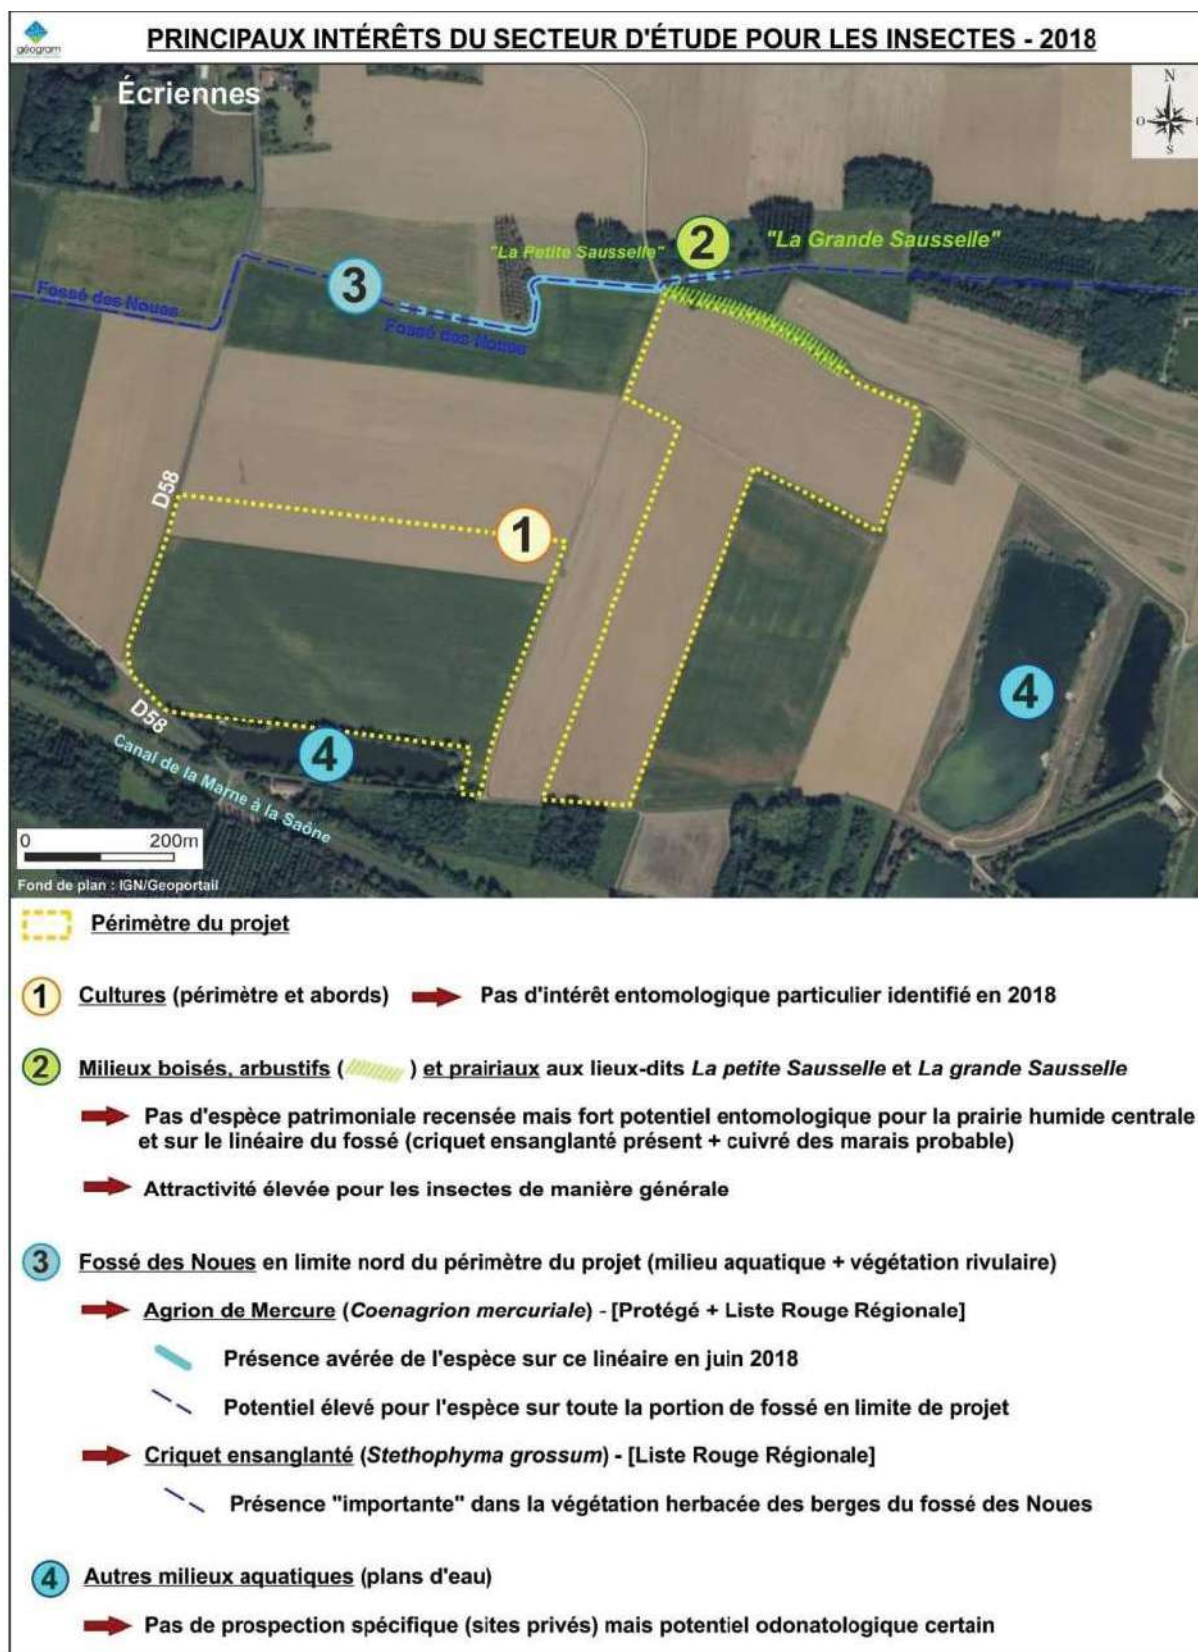 géogram
PRINCIPAUX INTÉRÊTS DU SECTEUR D'ÉTUDE POUR LES INSECTES - 2018
Écriennes
N
O
S
"La Petite Sausselle"
2
"La Grande Sausselle"
3
Fossé des Noues
Fossé des Noues
D58
1
4
D58
4
Canal de la Marne à la Saône
0 200m
Fond de plan : IGN/Geoportail
Périmètre du projet
1 Cultures (périmètre et abords) Pas d'intérêt entomologique particulier identifié en 2018
2 Milieux boisés, arbustifs ( ) et prairiaux aux lieux-dits La petite Sausselle et La grande Sausselle
Pas d'espèce patrimoniale recensée mais fort potentiel entomologique pour la prairie humide centrale
et sur le linéaire du fossé (criquet ensanglanté présent + cuivré des marais probable)
Attractivité élevée pour les insectes de manière générale
3 Fossé des Noues en limite nord du périmètre du projet (milieu aquatique + végétation rivulaire)
Agrion de Mercure (Coenagrion mercuriale) - [Protégé + Liste Rouge Régionale]
Présence avérée de l'espèce sur ce linéaire en juin 2018
Potentiel élevé pour l'espèce sur toute la portion de fossé en limite de projet
Criquet ensanglanté (Stethophyma grossum) - [Liste Rouge Régionale]
Présence "importante" dans la végétation herbacée des berges du fossé des Noues
4 Autres milieux aquatiques (plans d'eau)
Pas de prospection spécifique (sites privés) mais potentiel odonatologique certain